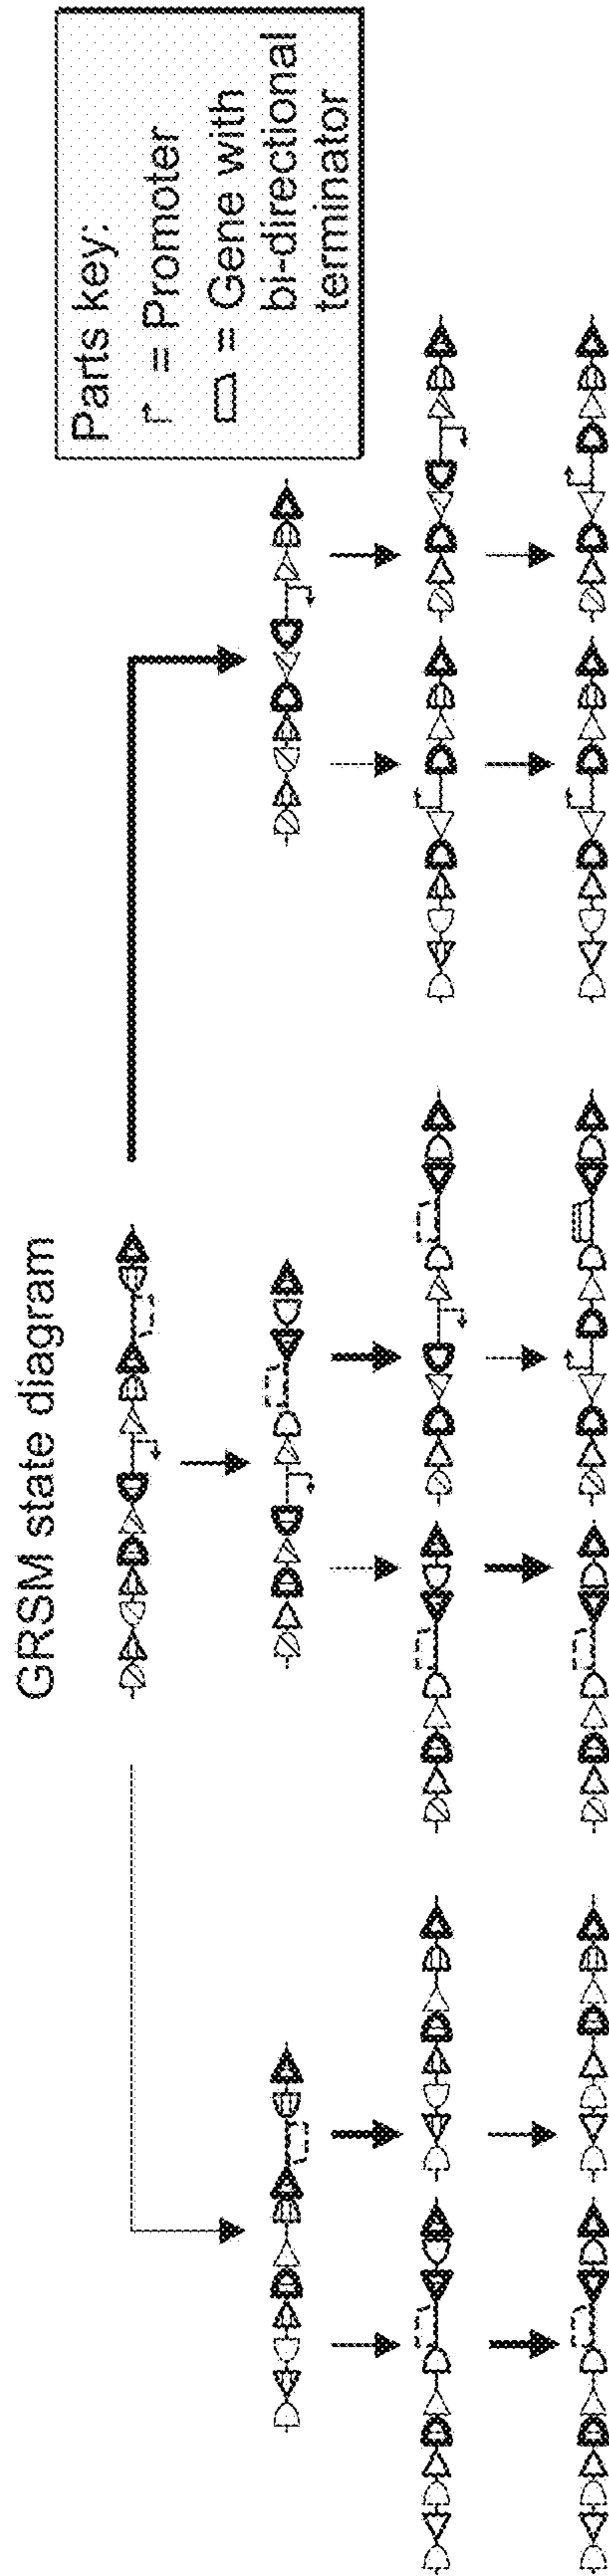 GRSM state diagram
Parts key:
= Promoter
= Gene with
bi-directional
terminator